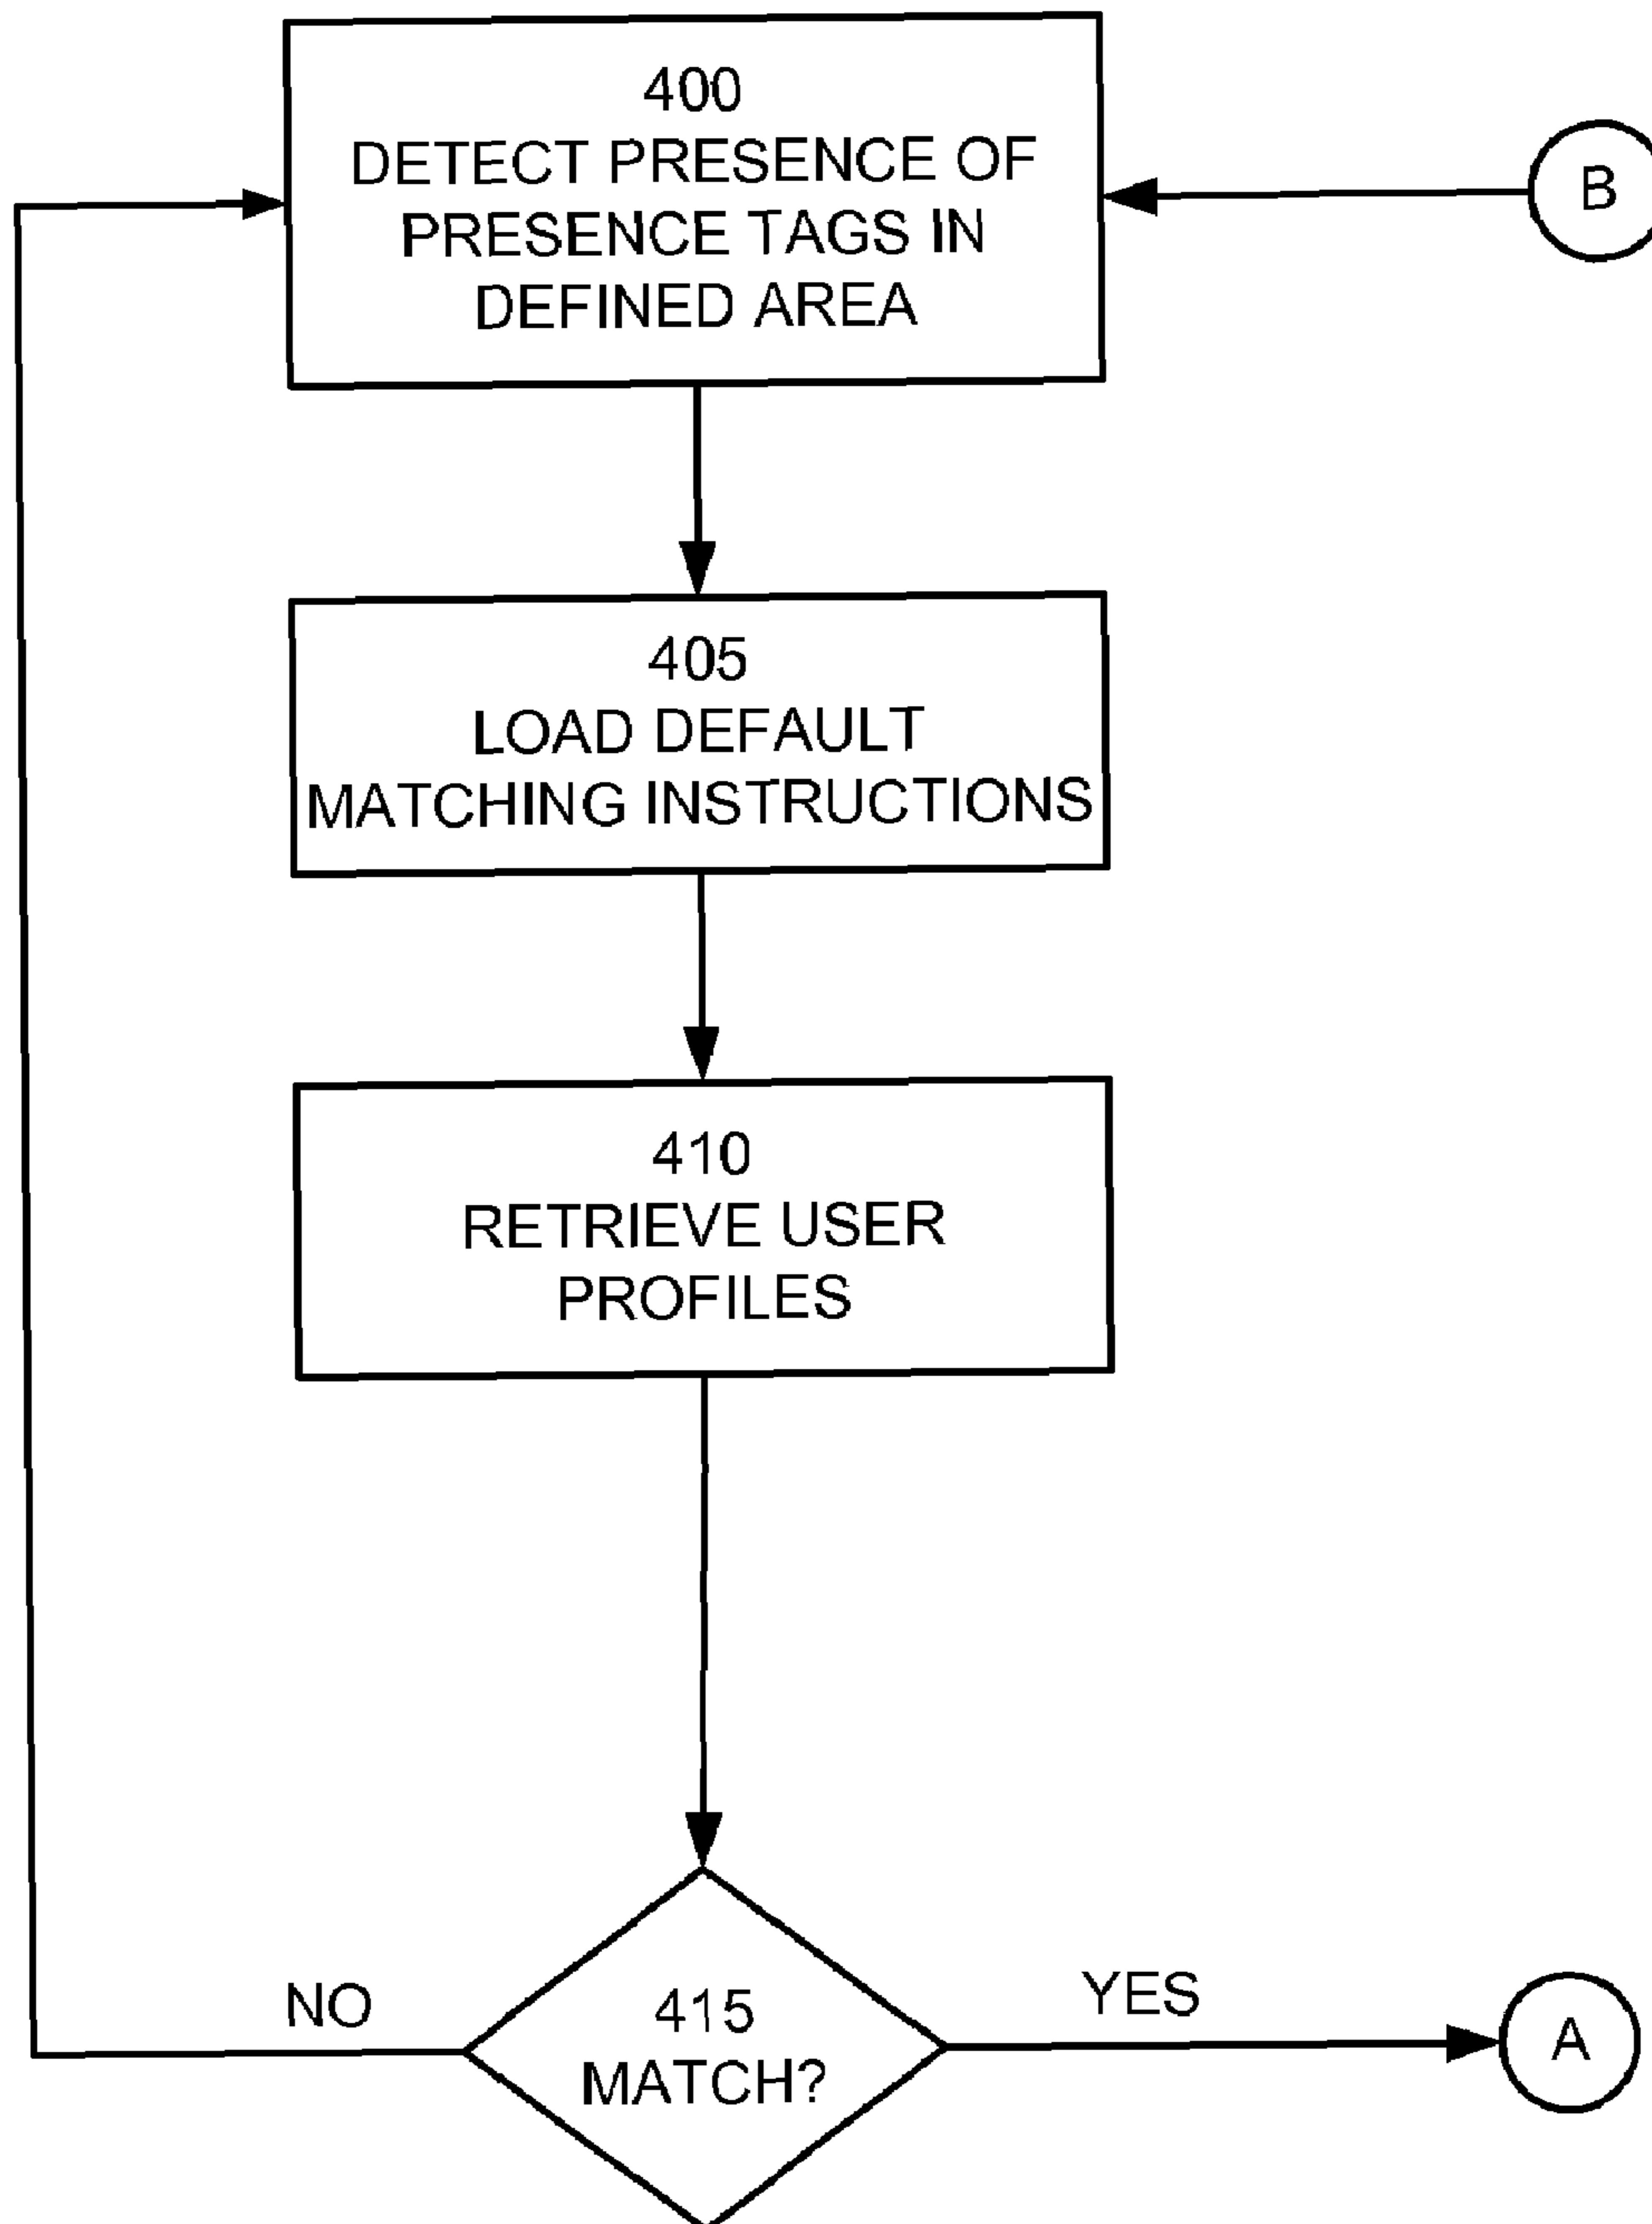 400
DETECT PRESENCE OF
PRESENCE TAGS IN
DEFINED AREA
B
405
LOAD DEFAULT
MATCHING INSTRUCTIONS
410
RETRIEVE USER
PROFILES
NO
415
MATCH?
YES
A